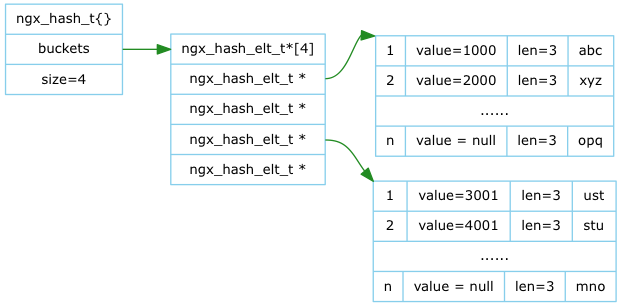 ngx_hash_t{}
buckets
size=4
ngx_hash_elt_t*[4]
ngx_hash_elt_t *
ngx_hash_elt_t *
ngx_hash_elt_t *
ngx_hash_elt_t *
1 value=1000 len=3 abc
2 value=2000 len=3 xyz
......
n value = null len=3 opq
1 value=3001 len=3 ust
2 value=4001 len=3 stu
......
n value = null len=3 mno